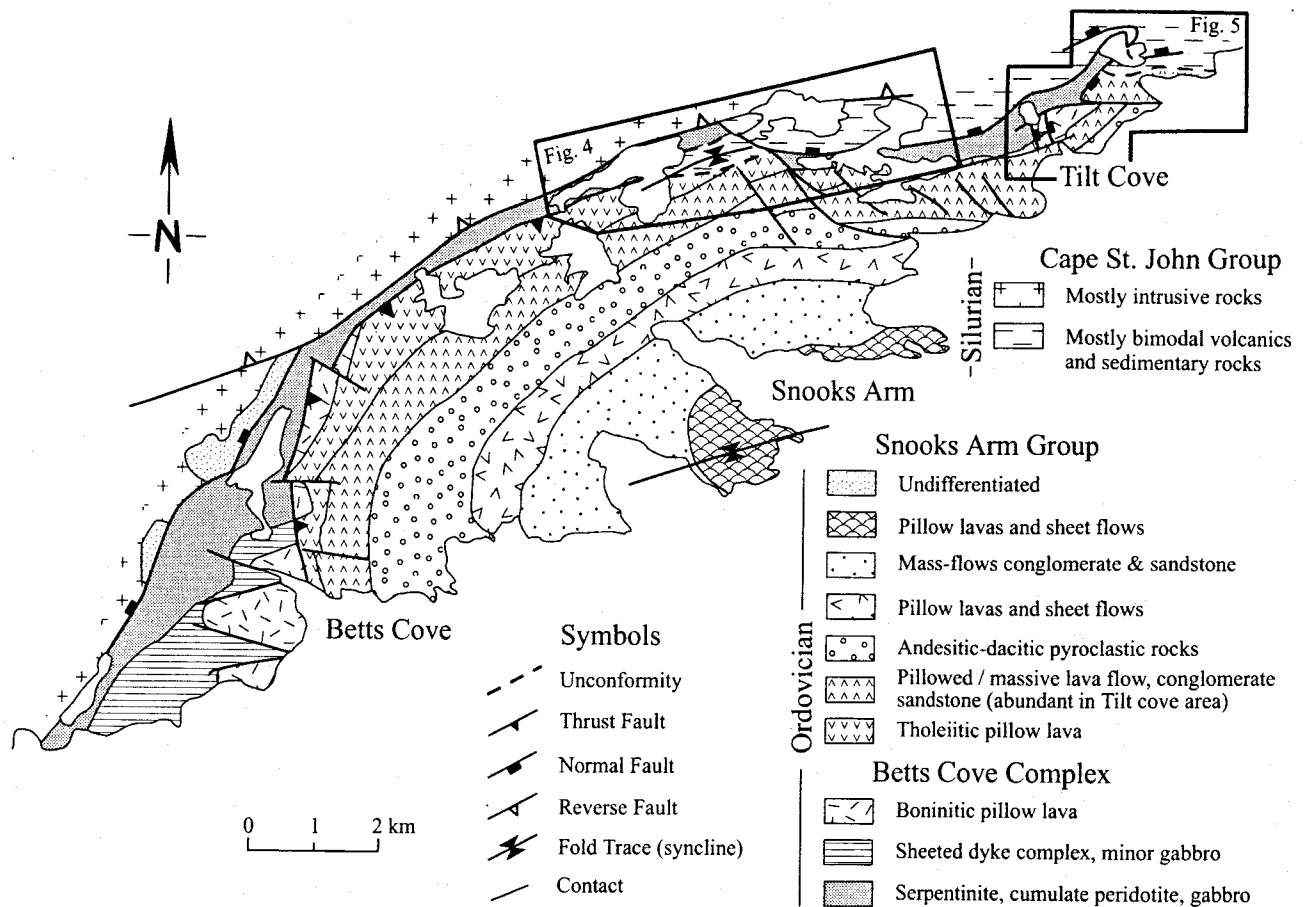 Fig. 5
Fig. 4
N
Tilt Cove
Silurian
Cape St. John Group
Mostly intrusive rocks
Mostly bimodal volcanics
and sedimentary rocks
Snooks Arm
Betts Cove
Ordovician
Snooks Arm Group
Undifferentiated
Pillow lavas and sheet flows
Mass-flows conglomerate & sandstone
Pillow lavas and sheet flows
Andesitic-dacitic pyroclastic rocks
Pillowed / massive lava flow, conglomerate
sandstone (abundant in Tilt cove area)
Tholeiitic pillow lava
Betts Cove Complex
Boninitic pillow lava
Sheeted dyke complex, minor gabbro
Serpentinite, cumulate peridotite, gabbro
Symbols
Unconformity
Thrust Fault
Normal Fault
Reverse Fault
Fold Trace (syncline)
Contact
0 1 2 km